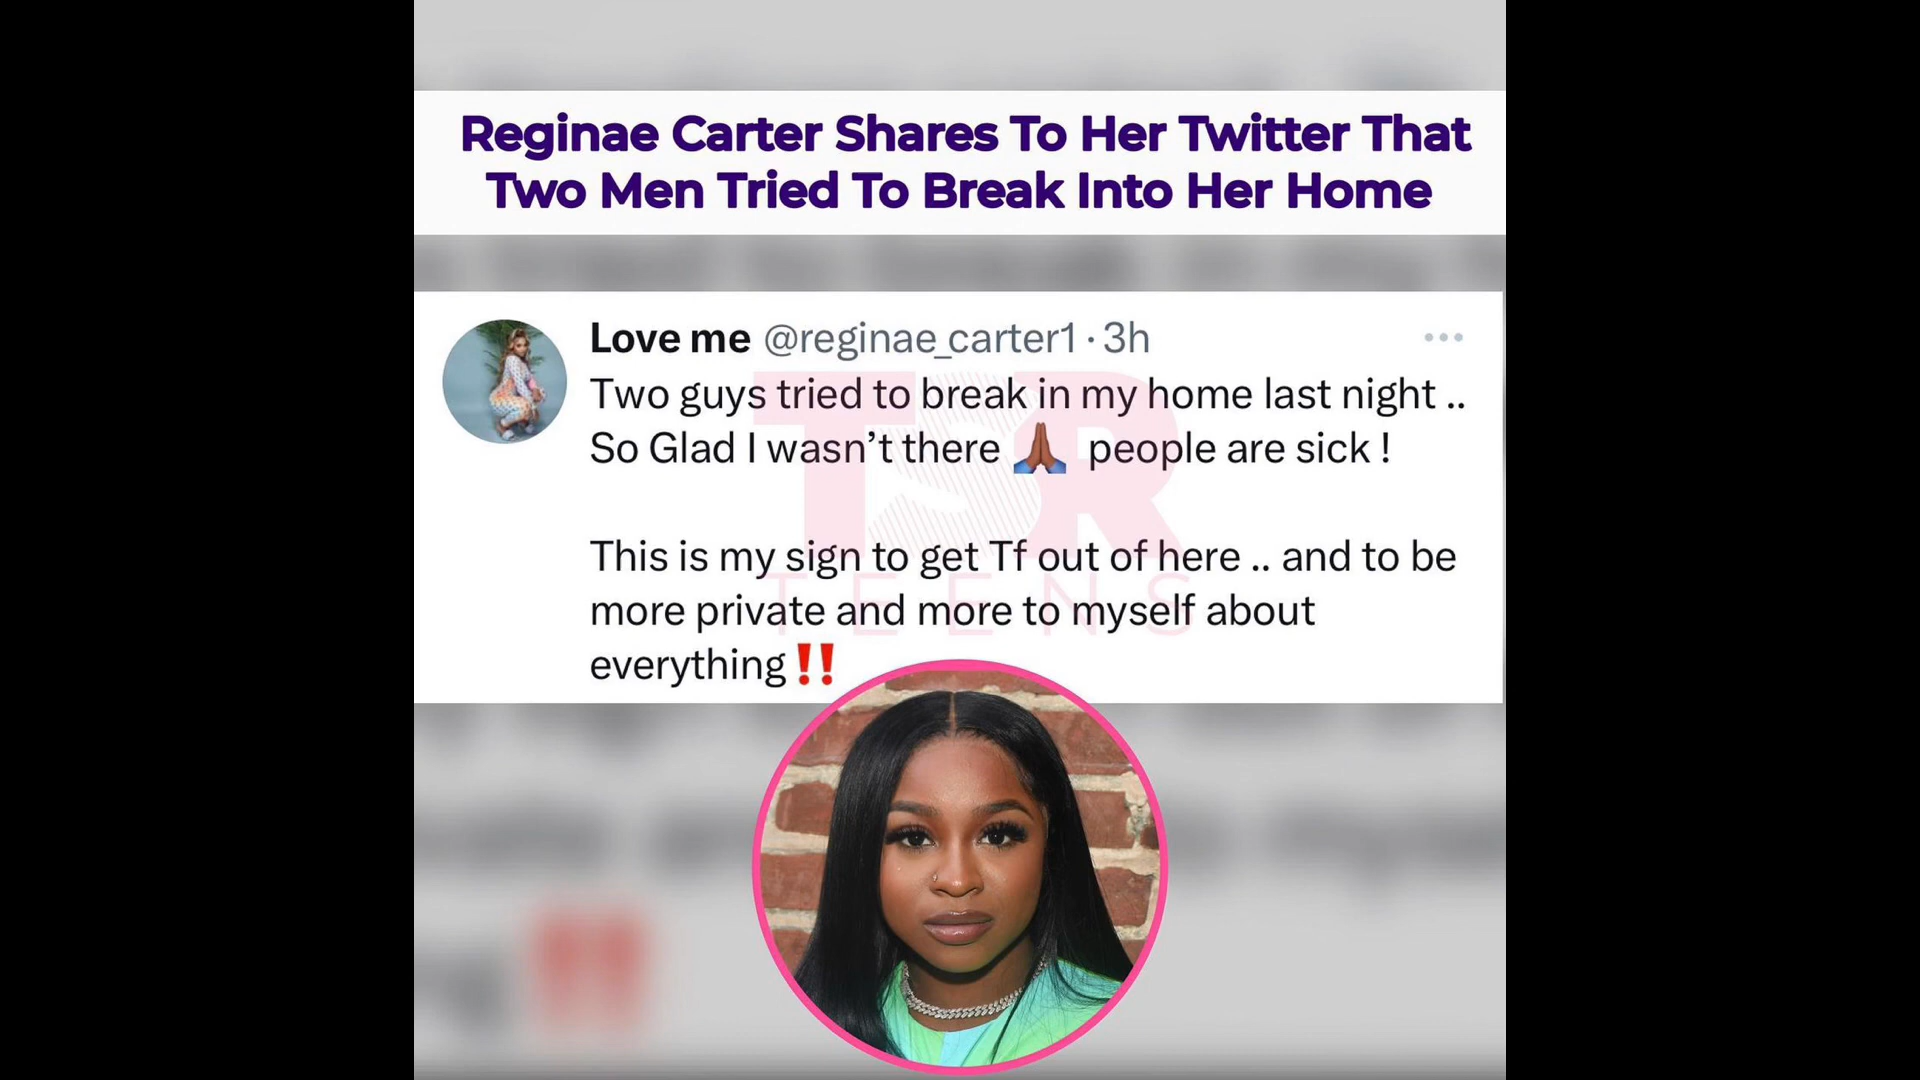 Reginae Carter Shares To Her Twitter That
Two Men Tried To Break Into Her Home
Love me @reginae_carter1 · 3h
Two guys tried to break in my home last night ..
So Glad I wasn’t there 🙏🏾 people are sick !
This is my sign to get Tf out of here .. and to be
more private and more to myself about
everything‼️
TSR
TEENS